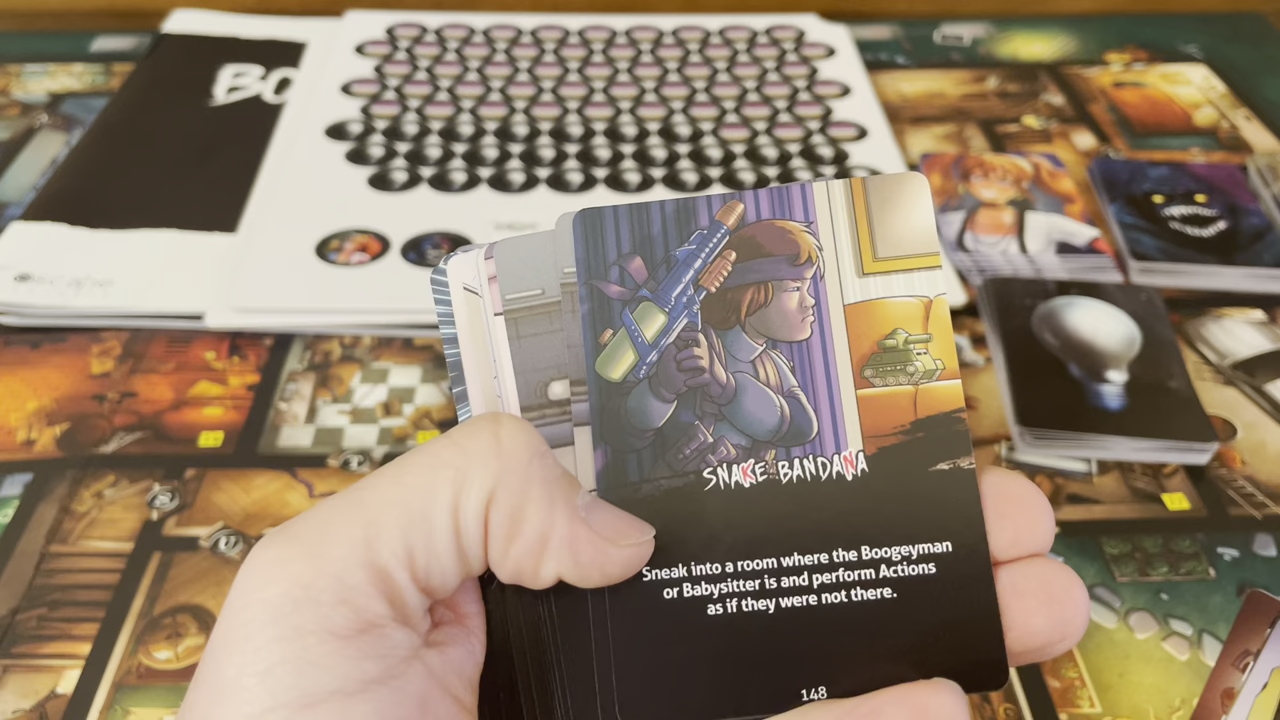 BO
SNAKE BANDANA
Sneak into a room where the Boogeyman
or Babysitter is and perform Actions
as if they were not there.
148